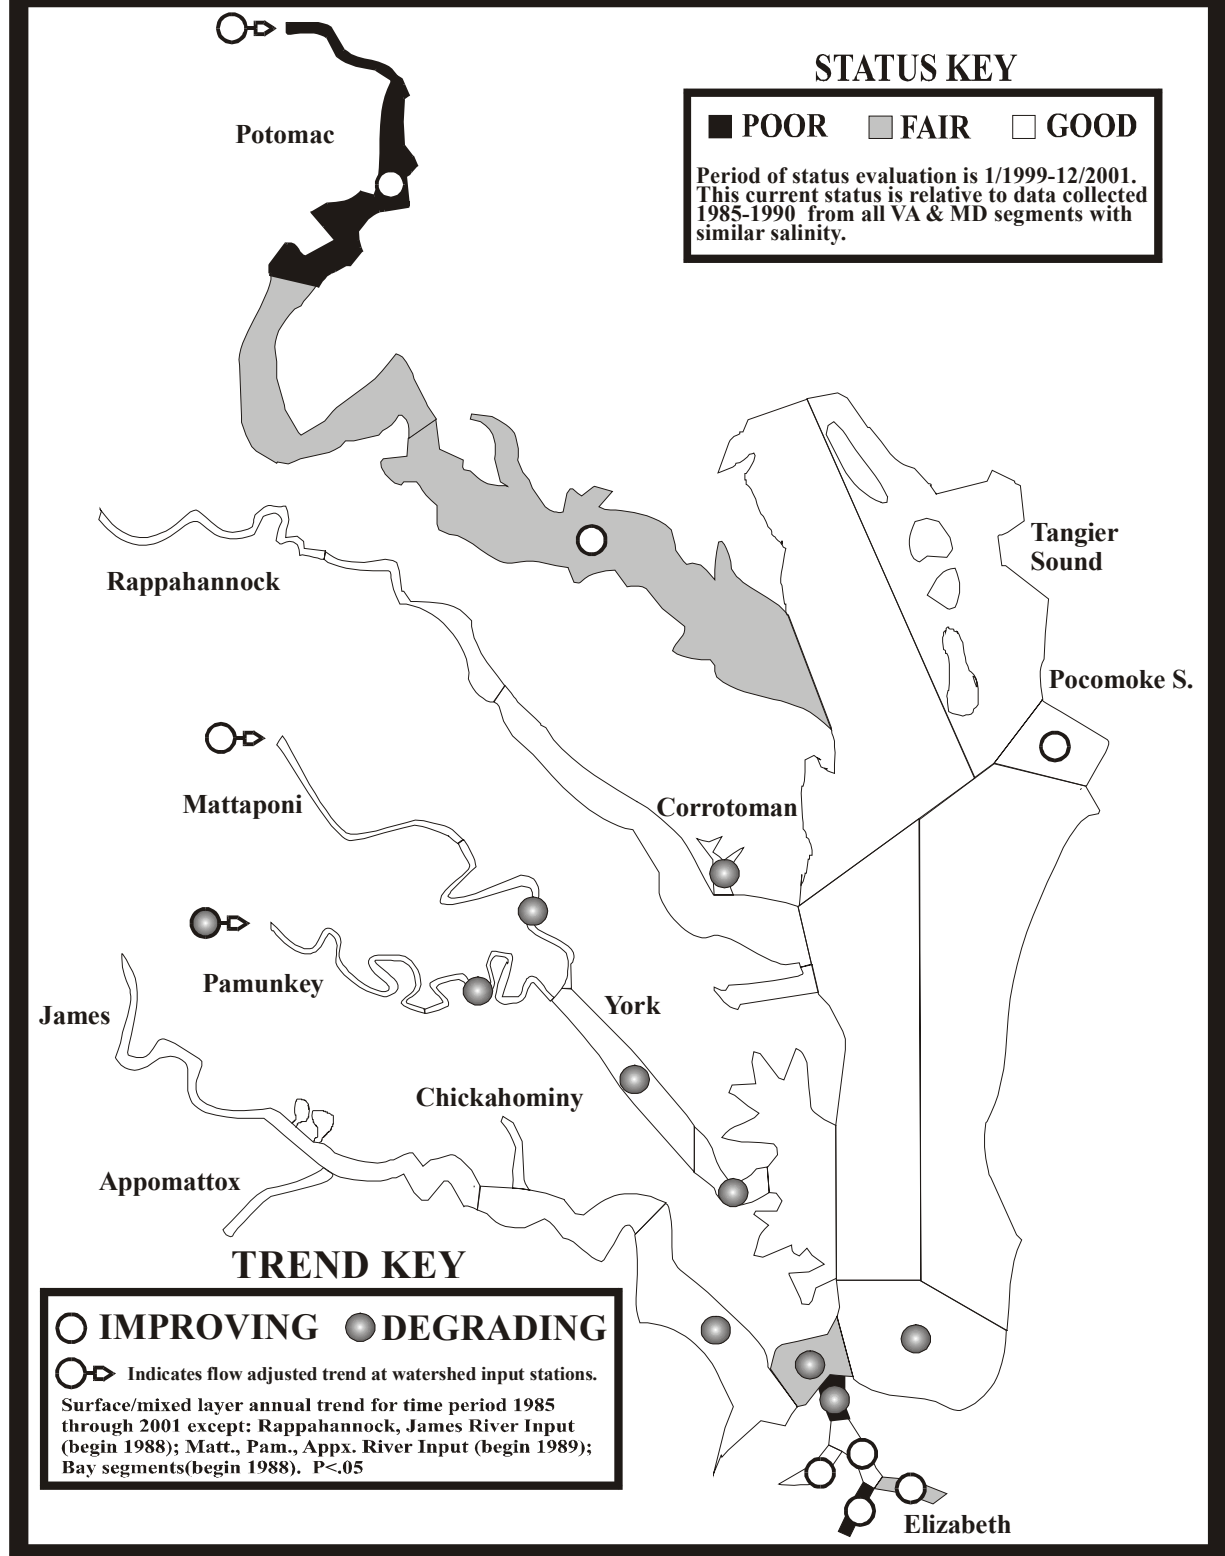 STATUS KEY
POOR FAIR GOOD
Period of status evaluation is 1/1999-12/2001.
This current status is relative to data collected
1985-1990 from all VA & MD segments with
similar salinity.
Potomac
Tangier
Sound
Rappahannock
Pocomoke S.
Mattaponi
Corrotoman
Pamunkey
York
James
Chickahominy
Appomattox
TREND KEY
IMPROVING DEGRADING
Indicates flow adjusted trend at watershed input stations.
Surface/mixed layer annual trend for time period 1985
through 2001 except: Rappahannock, James River Input
(begin 1988); Matt., Pam., Appx. River Input (begin 1989);
Bay segments(begin 1988). P<.05
Elizabeth